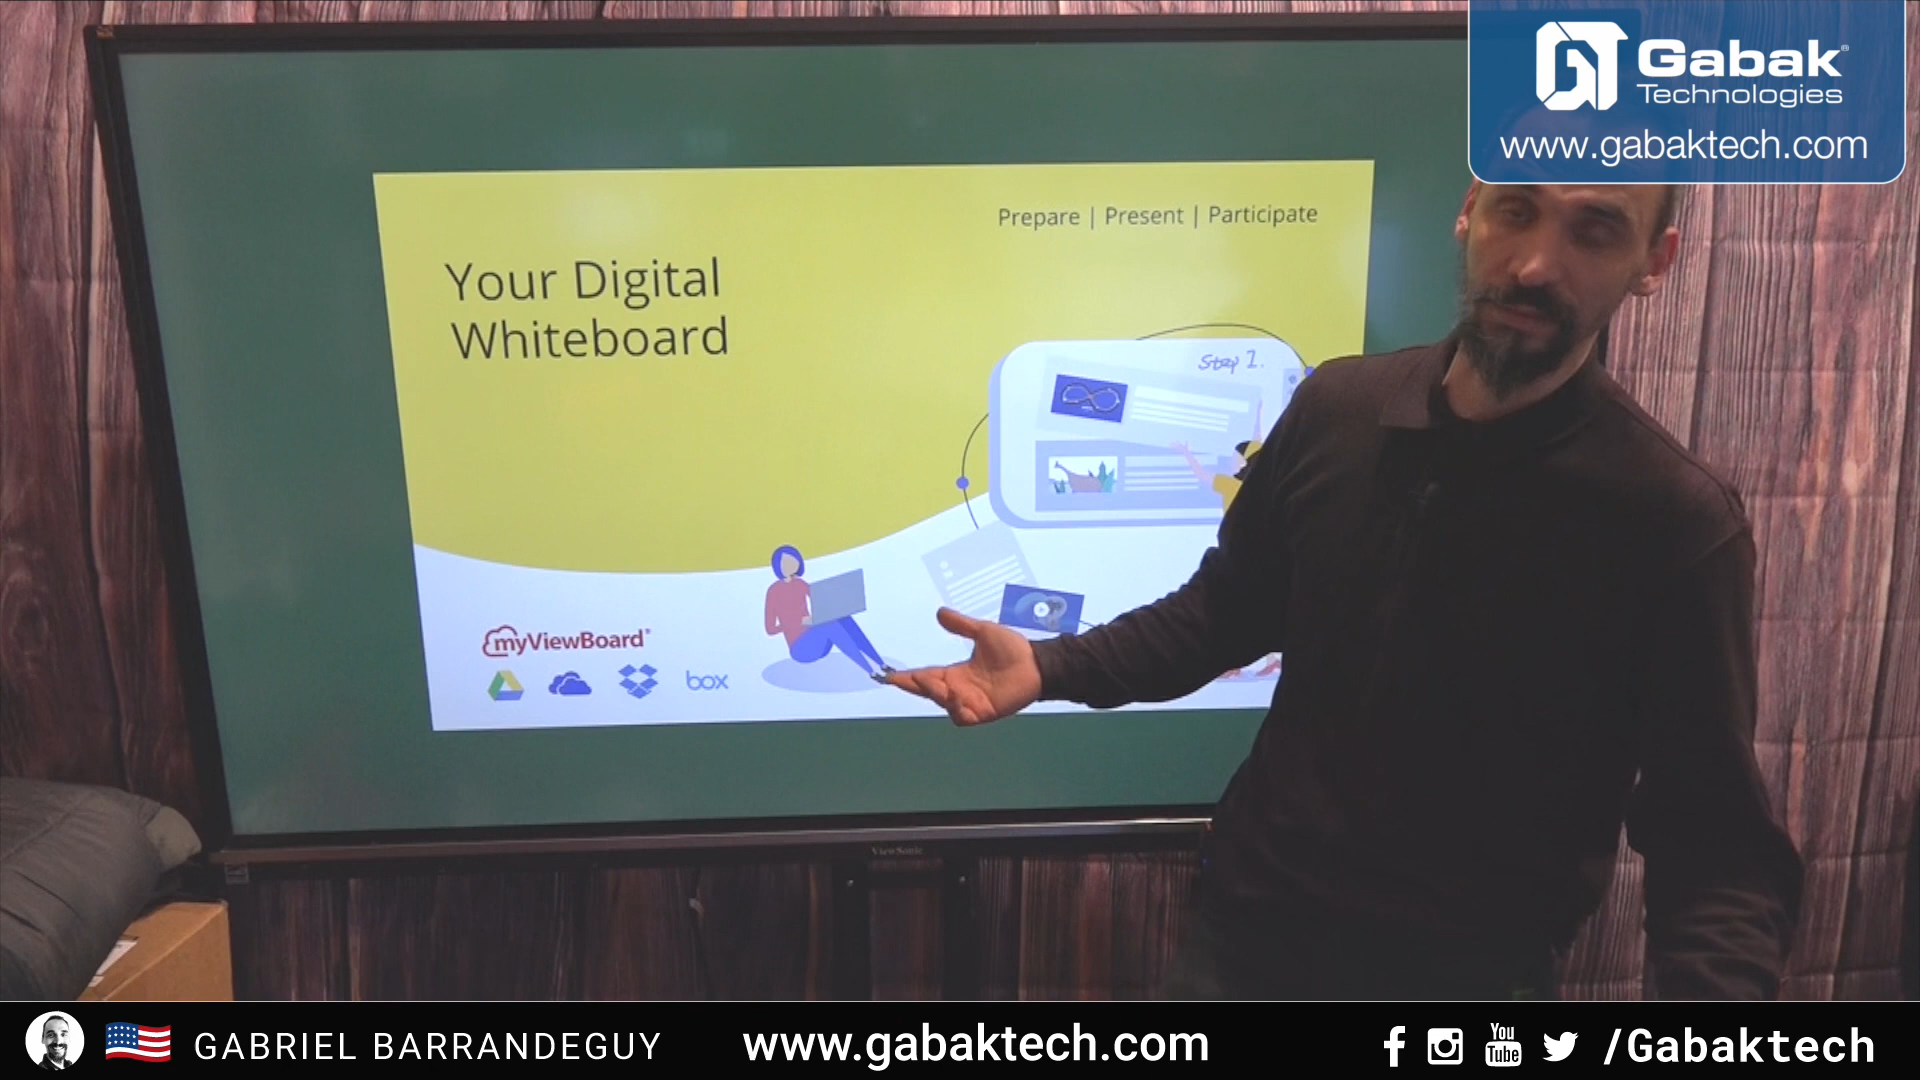 Gabak®
Technologies
www.gabaktech.com
Prepare | Present | Participate
Your Digital
Whiteboard
Step 1.
myViewBoard®
box
ViewSonic
GABRIEL BARRANDEGUY
www.gabaktech.com
You
Tube
/Gabaktech